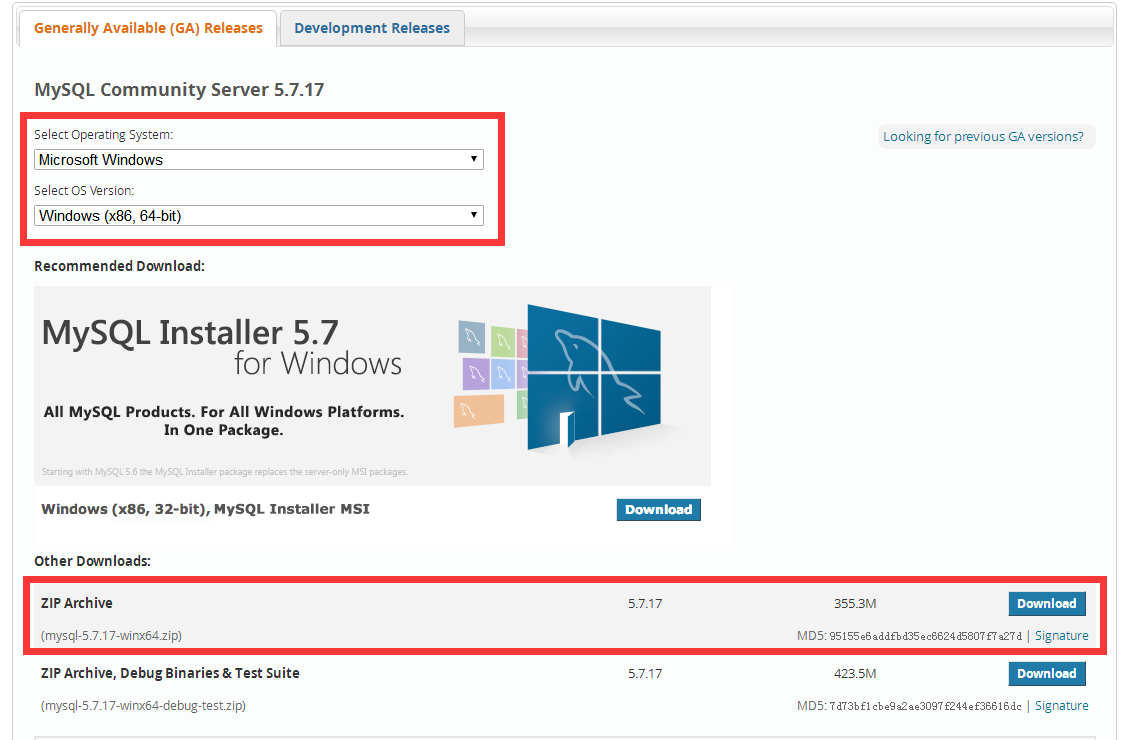 Generally Available (GA) Releases
Development Releases
MySQL Community Server 5.7.17
Select Operating System:
Looking for previous GA versions?
Microsoft Windows
Select OS Version:
Windows (x86, 64-bit)
Recommended Download:
MySQL Installer 5.7
for Windows
All MySQL Products. For All Windows Platforms.
In One Package.
Starting with MySQL 5.6 the MySQL Installer package replaces the server-only MSI packages.
Windows (x86, 32-bit), MySQL Installer MSI Download
Other Downloads:
ZIP Archive 5.7.17 355.3M Download
(mysql-5.7.17-winx64.zip) MD5: 95155e6addfbd35ec6624d5807f7a27d | Signature
ZIP Archive, Debug Binaries & Test Suite 5.7.17 423.5M Download
(mysql-5.7.17-winx64-debug-test.zip) MD5: 7d73bf1cbe9a2ae3097f244ef36616dc | Signature